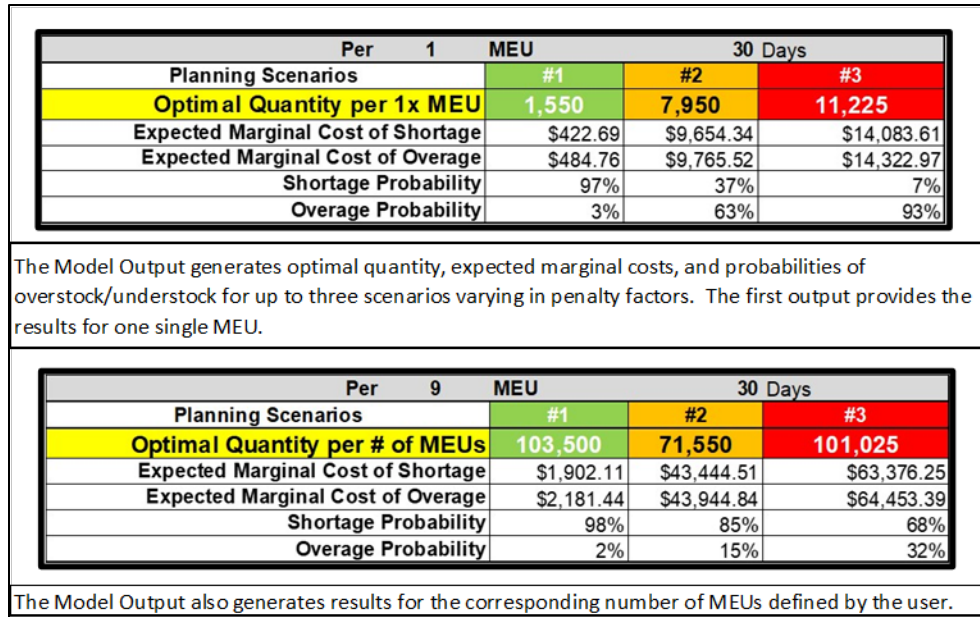 Per 1 MEU 30 Days
Planning Scenarios #1 #2 #3
Optimal Quantity per 1x MEU 1,550 7,950 11,225
Expected Marginal Cost of Shortage $422.69 $9,654.34 $14,083.61
Expected Marginal Cost of Overage $484.76 $9,765.52 $14,322.97
Shortage Probability 97% 37% 7%
Overage Probability 3% 63% 93%
The Model Output generates optimal quantity, expected marginal costs, and probabilities of
overstock/understock for up to three scenarios varying in penalty factors. The first output provides the
results for one single MEU.
Per 9 MEU 30 Days
Planning Scenarios #1 #2 #3
Optimal Quantity per # of MEUs 103,500 71,550 101,025
Expected Marginal Cost of Shortage $1,902.11 $43,444.51 $63,376.25
Expected Marginal Cost of Overage $2,181.44 $43,944.84 $64,453.39
Shortage Probability 98% 85% 68%
Overage Probability 2% 15% 32%
The Model Output also generates results for the corresponding number of MEUs defined by the user.